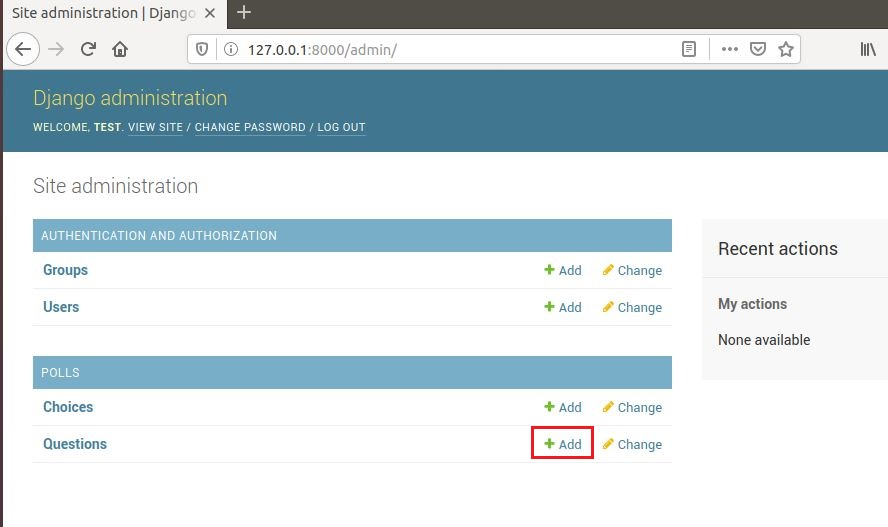 Site administration | Django
127.0.0.1:8000/admin/
Django administration
WELCOME, TEST. VIEW SITE / CHANGE PASSWORD / LOG OUT
Site administration
AUTHENTICATION AND AUTHORIZATION
Groups Add Change
Users Add Change
POLLS
Choices Add Change
Questions Add Change
Recent actions
My actions
None available